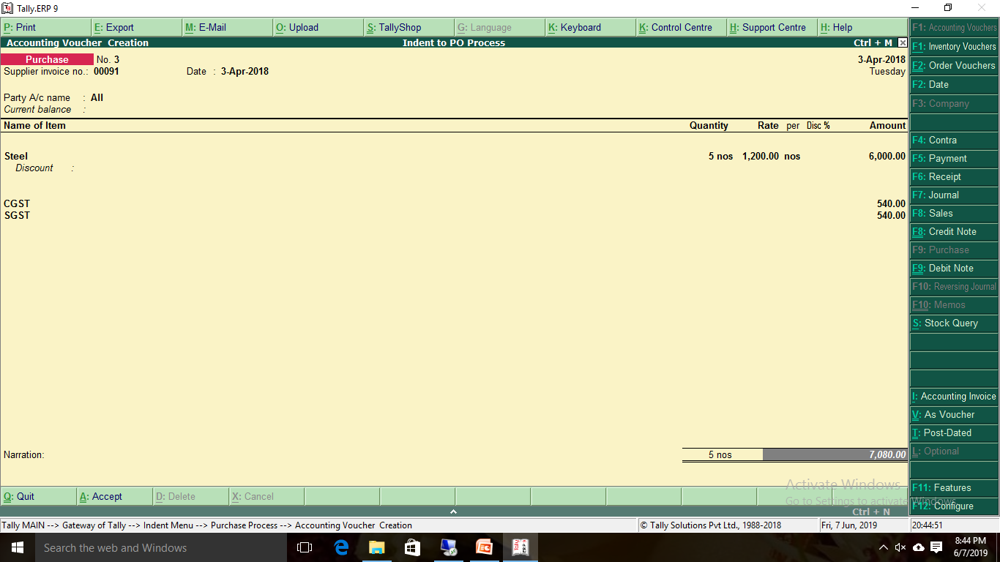 Tally.ERP 9
P: Print E: Export M: E-Mail O: Upload S: TallyShop G: Language K: Keyboard K: Control Centre H: Support Centre H: Help
Accounting Voucher Creation Indent to PO Process Ctrl + M
Purchase No. 3 3-Apr-2018
Supplier invoice no.: 00091 Date : 3-Apr-2018 Tuesday
Party A/c name : All
Current balance :
Name of Item Quantity Rate per Disc % Amount
Steel 5 nos 1,200.00 nos 6,000.00
Discount :
CGST 540.00
SGST 540.00
Narration: 5 nos 7,080.00
F1: Accounting Vouchers
F1: Inventory Vouchers
F2: Order Vouchers
F2: Date
F3: Company
F4: Contra
F5: Payment
F6: Receipt
F7: Journal
F8: Sales
F8: Credit Note
F9: Purchase
F9: Debit Note
F10: Reversing Journal
F10: Memos
S: Stock Query
I: Accounting Invoice
V: As Voucher
T: Post-Dated
L: Optional
F11: Features
F12: Configure
Activate Windows
Go to Settings to activate Windows.
Q: Quit A: Accept D: Delete X: Cancel
Ctrl + N
Tally MAIN --> Gateway of Tally --> Indent Menu --> Purchase Process --> Accounting Voucher Creation © Tally Solutions Pvt Ltd., 1988-2018 Fri, 7 Jun, 2019 20:44:51
Search the web and Windows
8:44 PM
6/7/2019